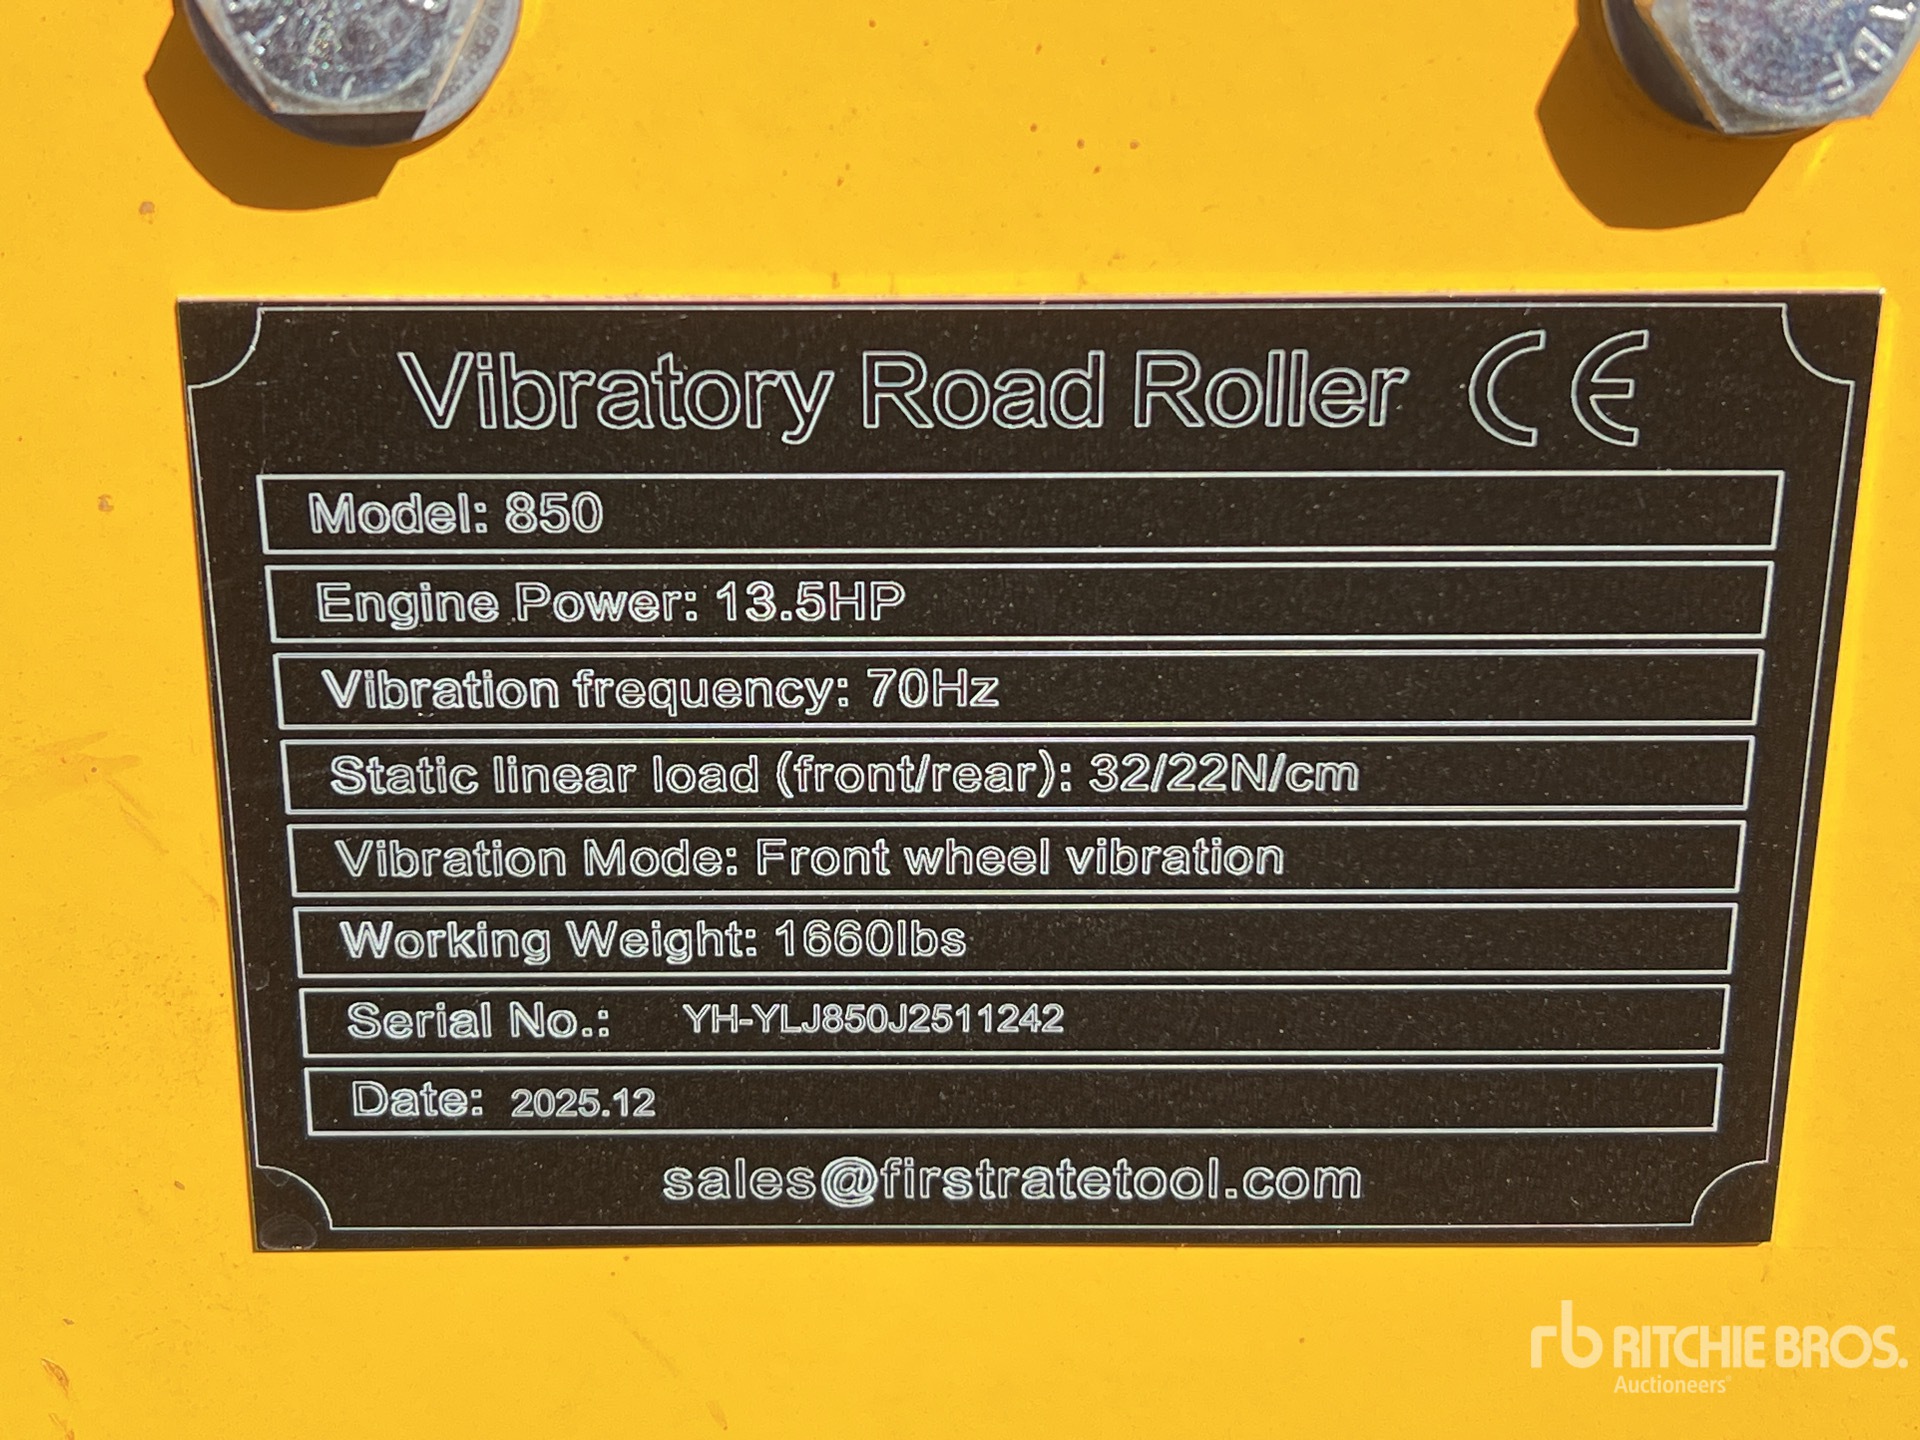 Vibratory Road Roller CE
Model: 850
Engine Power: 13.5HP
Vibration frequency: 70Hz
Static linear load (front/rear): 32/22N/cm
Vibration Mode: Front wheel vibration
Working Weight: 1660lbs
Serial No.: YH-YLJ850J2511242
Date: 2025.12
sales@firstratetool.com
rb RITCHIE BROS.
Auctioneers